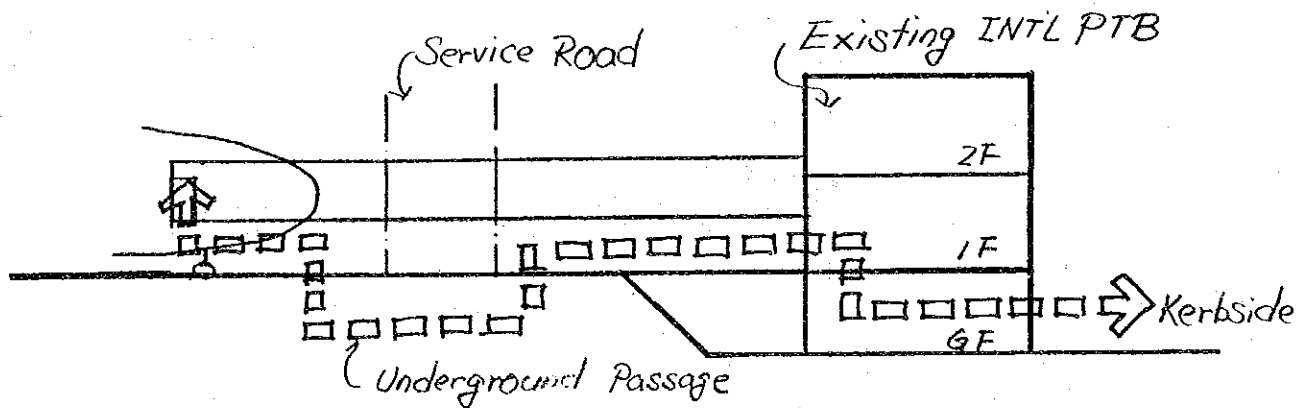 Service Road
Existing INTL PTB
2F
1F
Kerbside
GF
Underground Passage